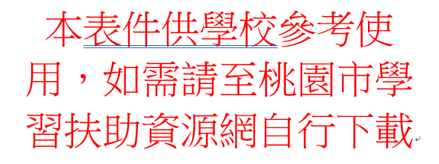 本表件供學校參考使
用，如需請至桃園市學
習扶助資源網自行下載